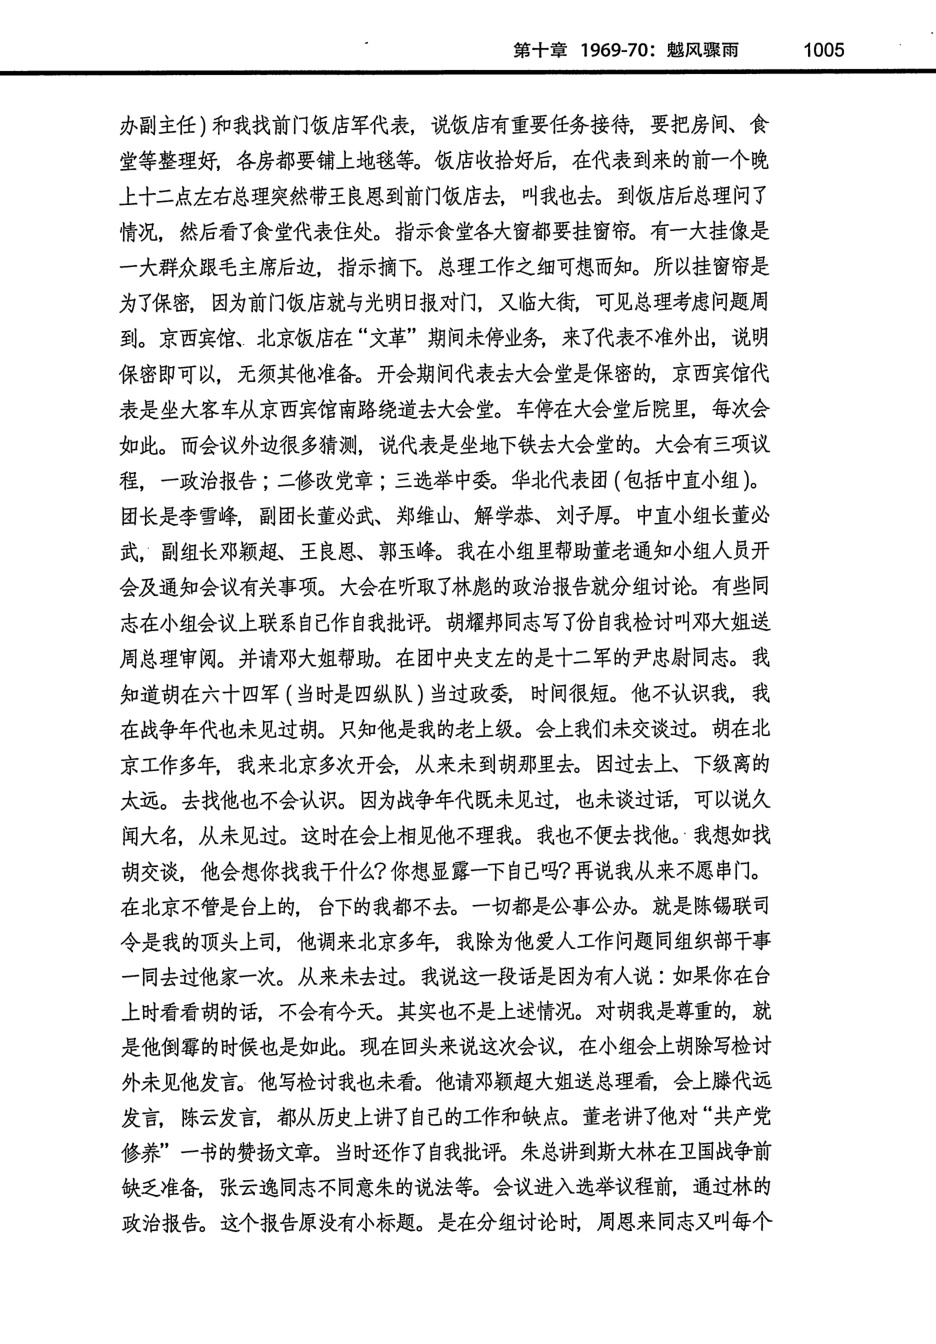 第十章 1969-70：魆风骤雨 1005
办副主任）和我找前门饭店军代表，说饭店有重要任务接待，要把房间、食
堂等整理好，各房都要铺上地毯等。饭店收拾好后，在代表到来的前一个晚
上十二点左右总理突然带王良恩到前门饭店去，叫我也去。到饭店后总理问了
情况，然后看了食堂代表住处。指示食堂各大窗都要挂窗帘。有一大挂像是
一大群众跟毛主席后边，指示摘下。总理工作之细可想而知。所以挂窗帘是
为了保密，因为前门饭店就与光明日报对门，又临大街，可见总理考虑问题周
到。京西宾馆、北京饭店在“文革”期间未停业务，来了代表不准外出，说明
保密即可以，无须其他准备。开会期间代表去大会堂是保密的，京西宾馆代
表是坐大客车从京西宾馆南路绕道去大会堂。车停在大会堂后院里，每次会
如此。而会议外边很多猜测，说代表是坐地下铁去大会堂的。大会有三项议
程，一政治报告；二修改党章；三选举中委。华北代表团（包括中直小组）。
团长是李雪峰，副团长董必武、郑维山、解学恭、刘子厚。中直小组长董必
武，副组长邓颖超、王良恩、郭玉峰。我在小组里帮助董老通知小组人员开
会及通知会议有关事项。大会在听取了林彪的政治报告就分组讨论。有些同
志在小组会议上联系自己作自我批评。胡耀邦同志写了份自我检讨叫邓大姐送
周总理审阅。并请邓大姐帮助。在团中央支左的是十二军的尹忠尉同志。我
知道胡在六十四军（当时是四纵队）当过政委，时间很短。他不认识我，我
在战争年代也未见过胡。只知他是我的老上级。会上我们未交谈过。胡在北
京工作多年，我来北京多次开会，从来未到胡那里去。因过去上、下级离的
太远。去找他也不会认识。因为战争年代既未见过，也未谈过话，可以说久
闻大名，从未见过。这时在会上相见他不理我。我也不便去找他。我想如找
胡交谈，他会想你找我干什么？你想显露一下自己吗？再说我从来不愿串门。
在北京不管是台上的，台下的我都不去。一切都是公事公办。就是陈锡联司
令是我的顶头上司，他调来北京多年，我除为他爱人工作问题同组织部干事
一同去过他家一次。从来未去过。我说这一段话是因为有人说：如果你在台
上时看看胡的话，不会有今天。其实也不是上述情况。对胡我是尊重的，就
是他倒霉的时候也是如此。现在回头来说这次会议，在小组会上胡除写检讨
外未见他发言。他写检讨我也未看。他请邓颖超大姐送总理看，会上滕代远
发言，陈云发言，都从历史上讲了自己的工作和缺点。董老讲了他对“共产党
修养”一书的赞扬文章。当时还作了自我批评。朱总讲到斯大林在卫国战争前
缺乏准备，张云逸同志不同意朱的说法等。会议进入选举议程前，通过林的
政治报告。这个报告原没有小标题。是在分组讨论时，周恩来同志又叫每个